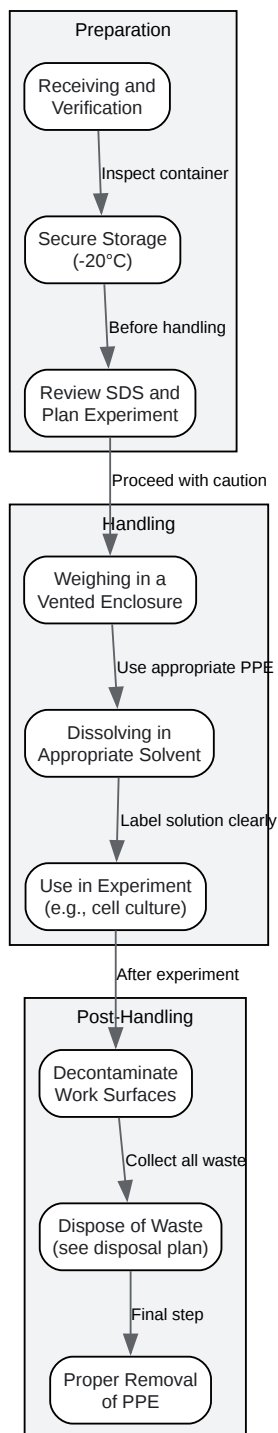 Preparation
Receiving and
Verification
Inspect container
Secure Storage
(-20°C)
Before handling
Review SDS and
Plan Experiment
Proceed with caution
Handling
Weighing in a
Vented Enclosure
Use appropriate PPE
Dissolving in
Appropriate Solvent
Label solution clearly
Use in Experiment
(e.g., cell culture)
After experiment
Post-Handling
Decontaminate
Work Surfaces
Collect all waste
Dispose of Waste
(see disposal plan)
Final step
Proper Removal
of PPE